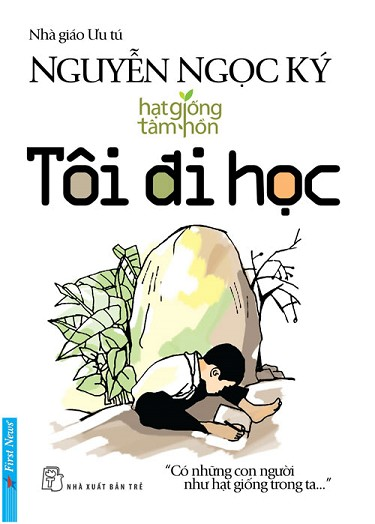 Nhà giáo Ưu tú
NGUYỄN NGỌC KÝ
hạt giống
tâm hồn
Tôi đi học
“Có những con người
như hạt giống trong ta...”
First News
NHÀ XUẤT BẢN TRẺ